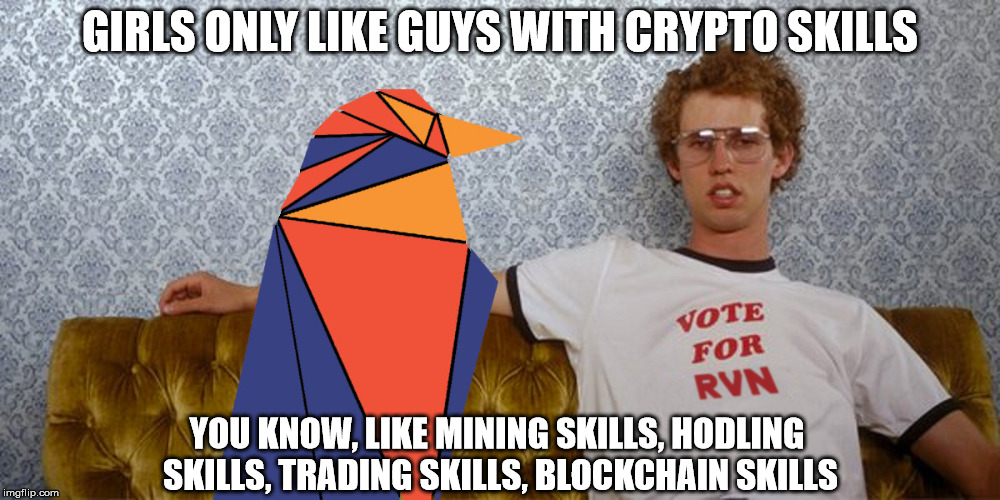 GIRLS ONLY LIKE GUYS WITH CRYPTO SKILLS
VOTE
FOR
RVN
YOU KNOW, LIKE MINING SKILLS, HODLING
SKILLS, TRADING SKILLS, BLOCKCHAIN SKILLS
imgflip.com